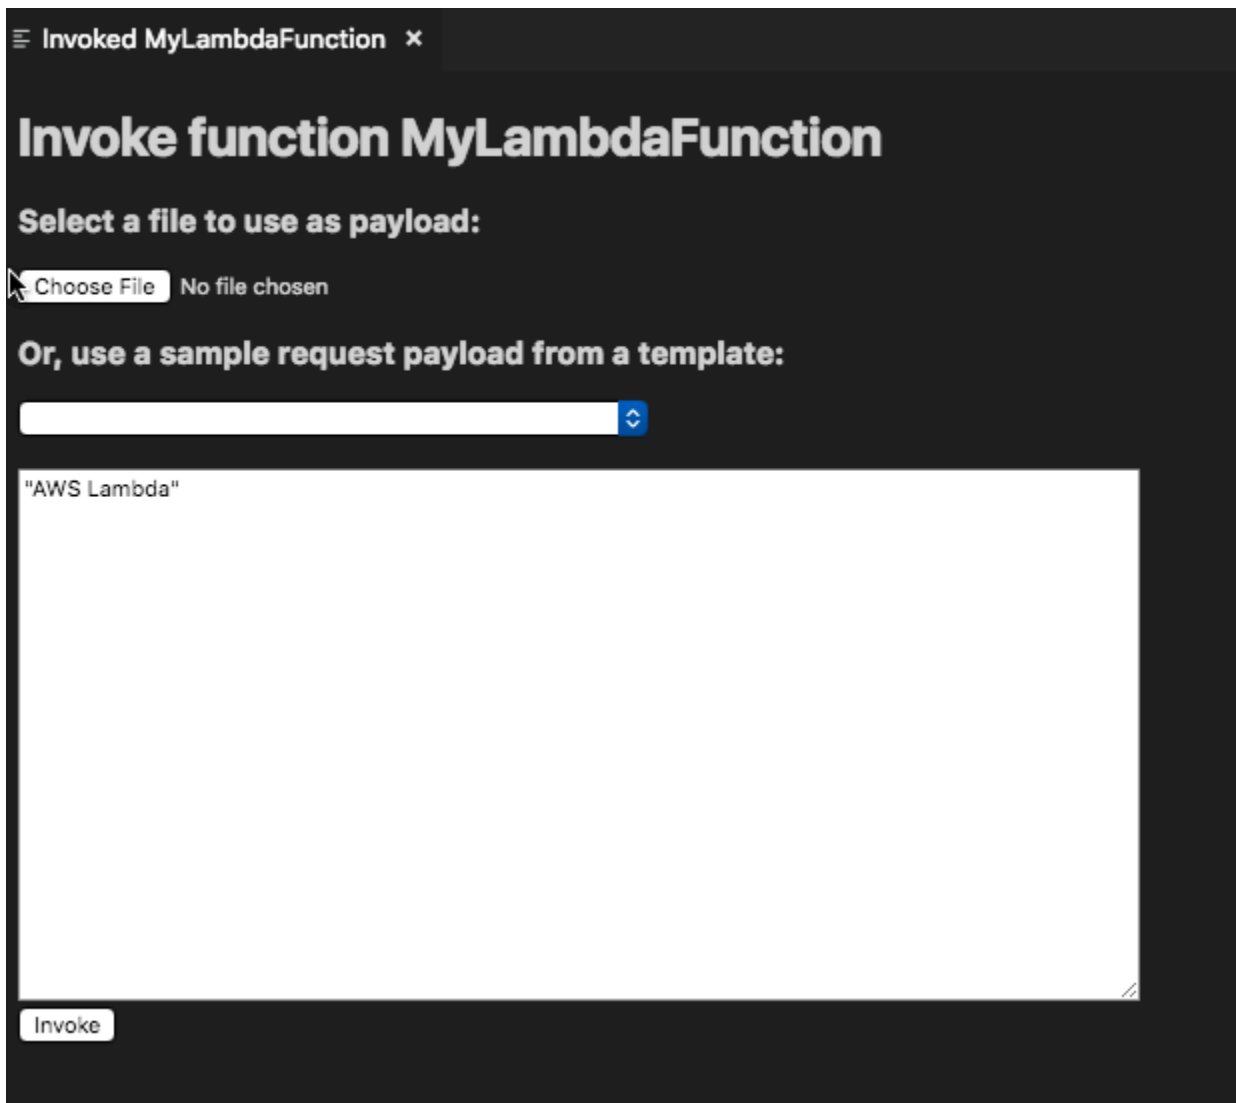 Invoked MyLambdaFunction ×
Invoke function MyLambdaFunction
Select a file to use as payload:
Choose File No file chosen
Or, use a sample request payload from a template:
"AWS Lambda"
Invoke